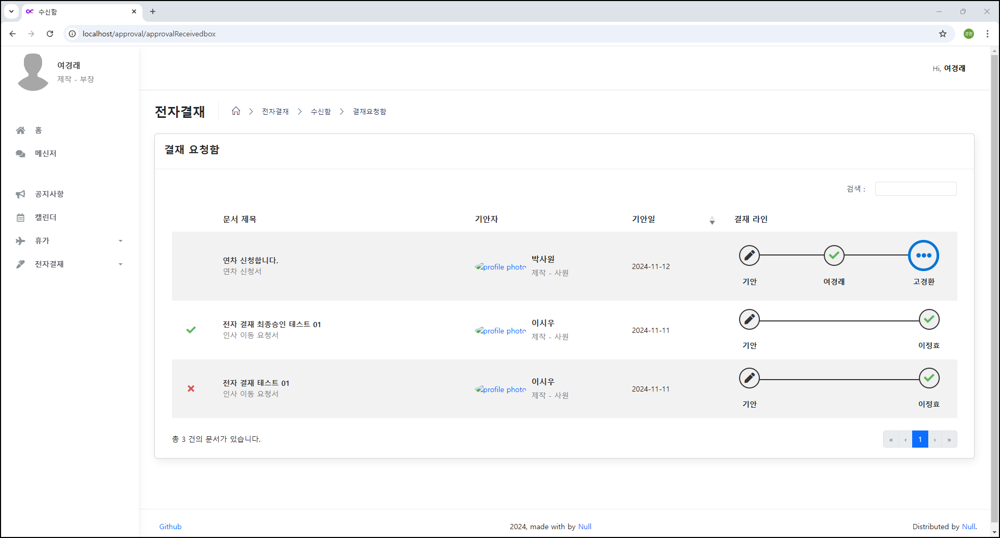 수신함
localhost/approval/approvalReceivedbox
경환
여경래
제작 - 부장
Hi, 여경래
홈
메신저
공지사항
캘린더
휴가
전자결재
전자결재
전자결재
수신함
결재요청함
결재 요청함
검색 :
문서 제목
기안자
기안일
결재 라인
연차 신청합니다.
연차 신청서
profile photo
박사원
제작 - 사원
2024-11-12
기안
여경래
고경환
전자 결재 최종승인 테스트 01
인사 이동 요청서
profile photo
이시우
제작 - 사원
2024-11-11
기안
이정효
전자 결재 테스트 01
인사 이동 요청서
profile photo
이시우
제작 - 사원
2024-11-11
기안
이정효
총 3 건의 문서가 있습니다.
« ‹ 1 › »
Github
2024, made with by Null
Distributed by Null.